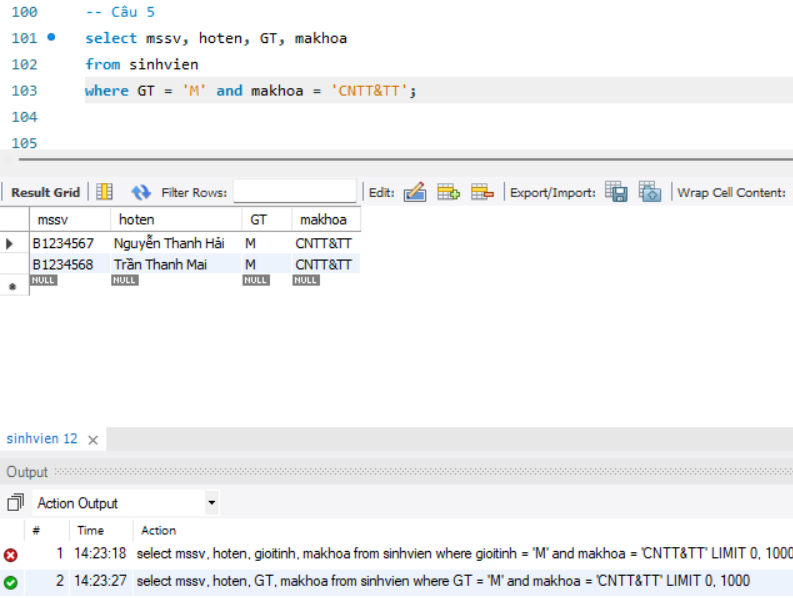 100 -- Câu 5
101 select mssv, hoten, GT, makhoa
102 from sinhvien
103 where GT = 'M' and makhoa = 'CNTT&TT';
104
105
Result Grid Filter Rows: Edit: Export/Import: Wrap Cell Content:
mssv hoten GT makhoa
B1234567 Nguyễn Thanh Hải M CNTT&TT
B1234568 Trần Thanh Mai M CNTT&TT
NULL NULL NULL NULL
sinhvien 12
Output
Action Output
# Time Action
1 14:23:18 select mssv, hoten, gioitinh, makhoa from sinhvien where gioitinh = 'M' and makhoa = 'CNTT&TT' LIMIT 0, 1000
2 14:23:27 select mssv, hoten, GT, makhoa from sinhvien where GT = 'M' and makhoa = 'CNTT&TT' LIMIT 0, 1000